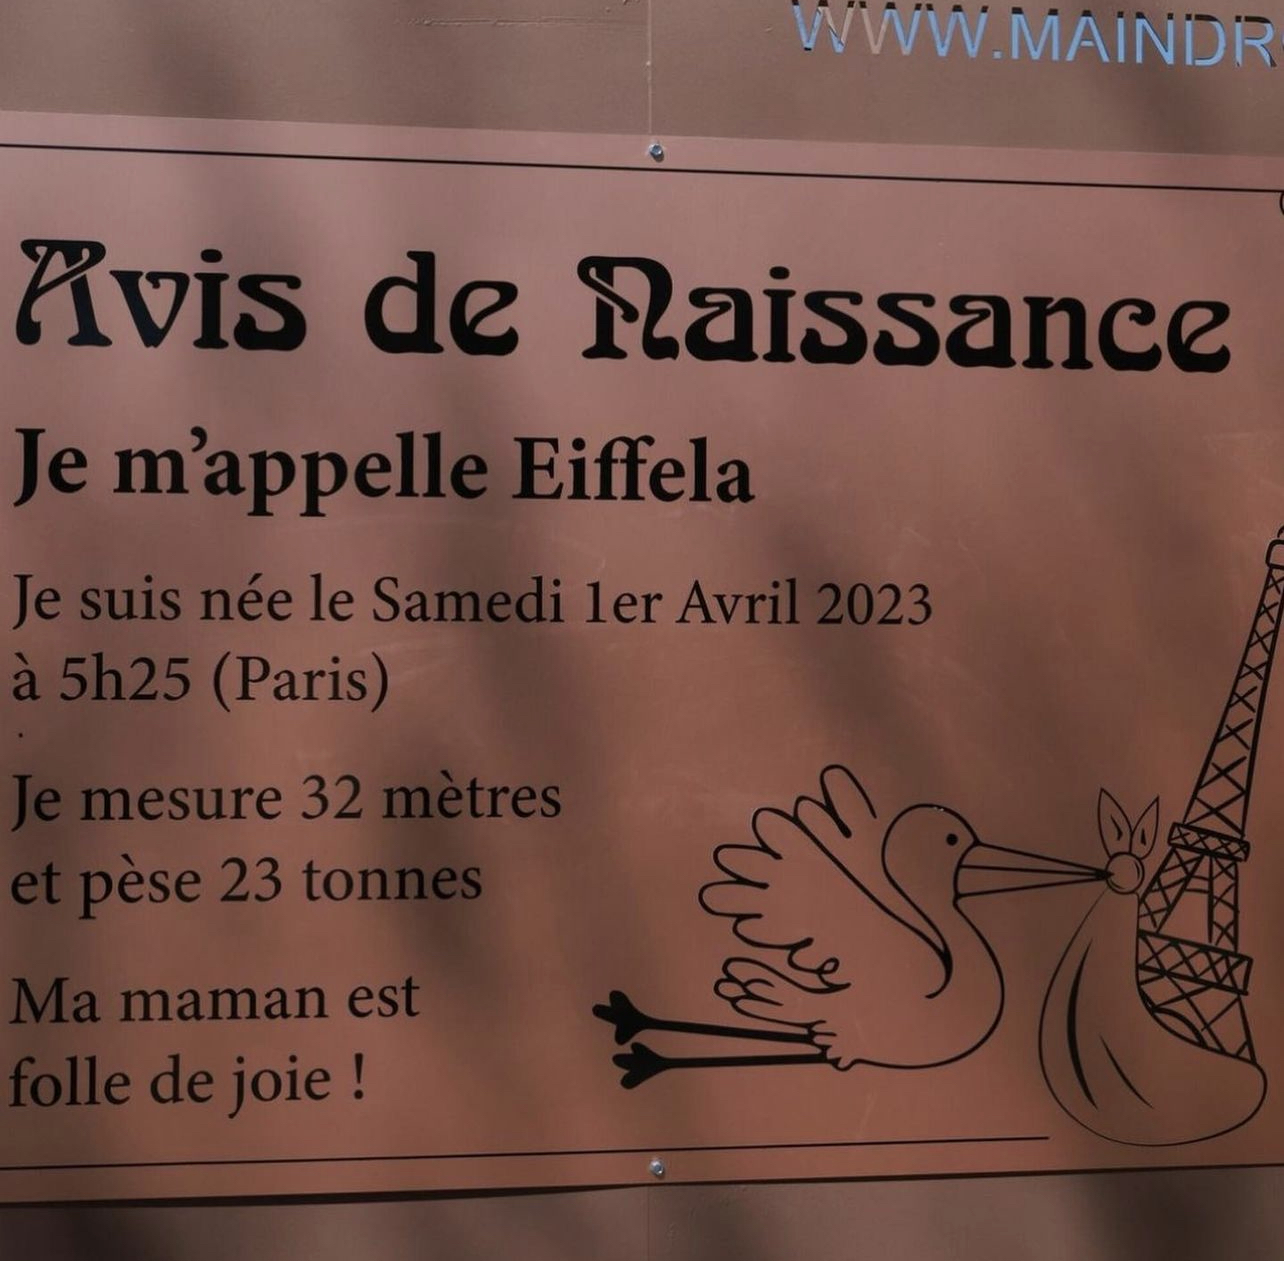 WWW.MAINDR
Avis de Naissance
Je m’appelle Eiffela
Je suis née le Samedi 1er Avril 2023
à 5h25 (Paris)
Je mesure 32 mètres
et pèse 23 tonnes
Ma maman est
folle de joie !